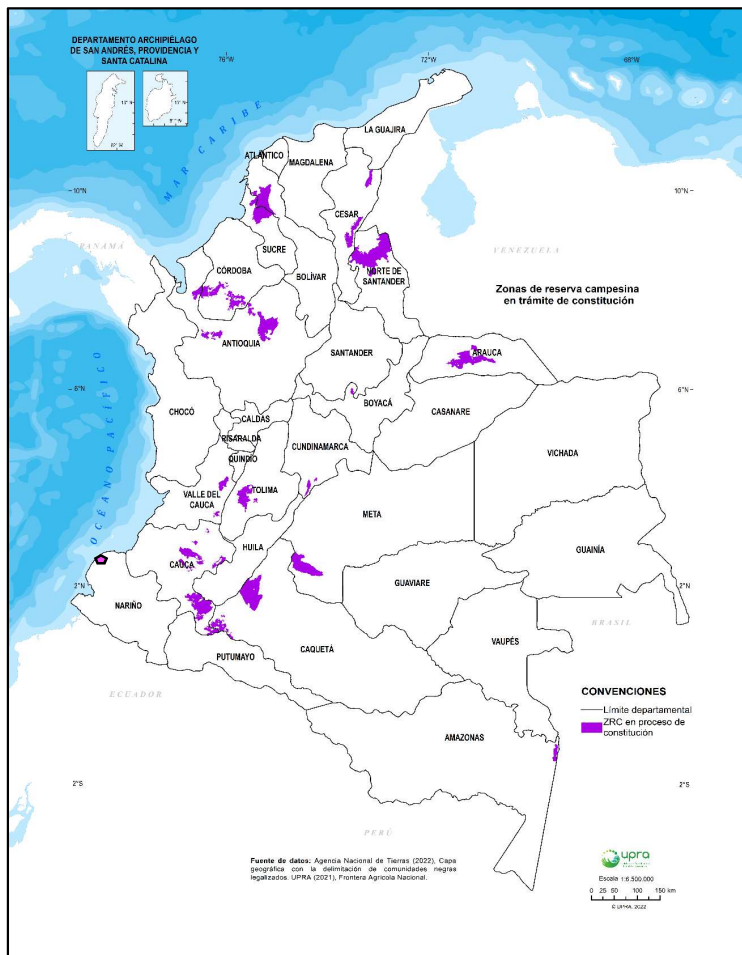 DEPARTAMENTO ARCHIPIÉLAGO
DE SAN ANDRÉS, PROVIDENCIA Y
SANTA CATALINA
76°W
72°W
68°W
MAR CARIBE
LA GUAJIRA
ATLÁNTICO
MAGDALENA
10°N
10°N
CESAR
PANAMÁ
SUCRE
VENEZUELA
CÓRDOBA
BOLÍVAR
NORTE DE
SANTANDER
Zonas de reserva campesina
en trámite de constitución
ANTIOQUIA
SANTANDER
ARAUCA
6°N
6°N
OCÉANO PACÍFICO
CHOCÓ
BOYACÁ
CASANARE
CALDAS
RISARALDA
CUNDINAMARCA
VICHADA
QUINDÍO
VALLE DEL
CAUCA
TOLIMA
META
HUILA
GUAINÍA
CAUCA
2°N
2°N
GUAVIARE
NARIÑO
BRASIL
VAUPÉS
CAQUETÁ
PUTUMAYO
ECUADOR
CONVENCIONES
Límite departamental
ZRC en proceso de
constitución
AMAZONAS
2°S
2°S
PERÚ
Fuente de datos: Agencia Nacional de Tierras (2022), Capa
geográfica con la delimitación de comunidades negras
legalizados. UPRA (2021), Frontera Agrícola Nacional.
upra
Escala 1:6.500.000
0 25 50 100 150 km
© UPRA, 2022